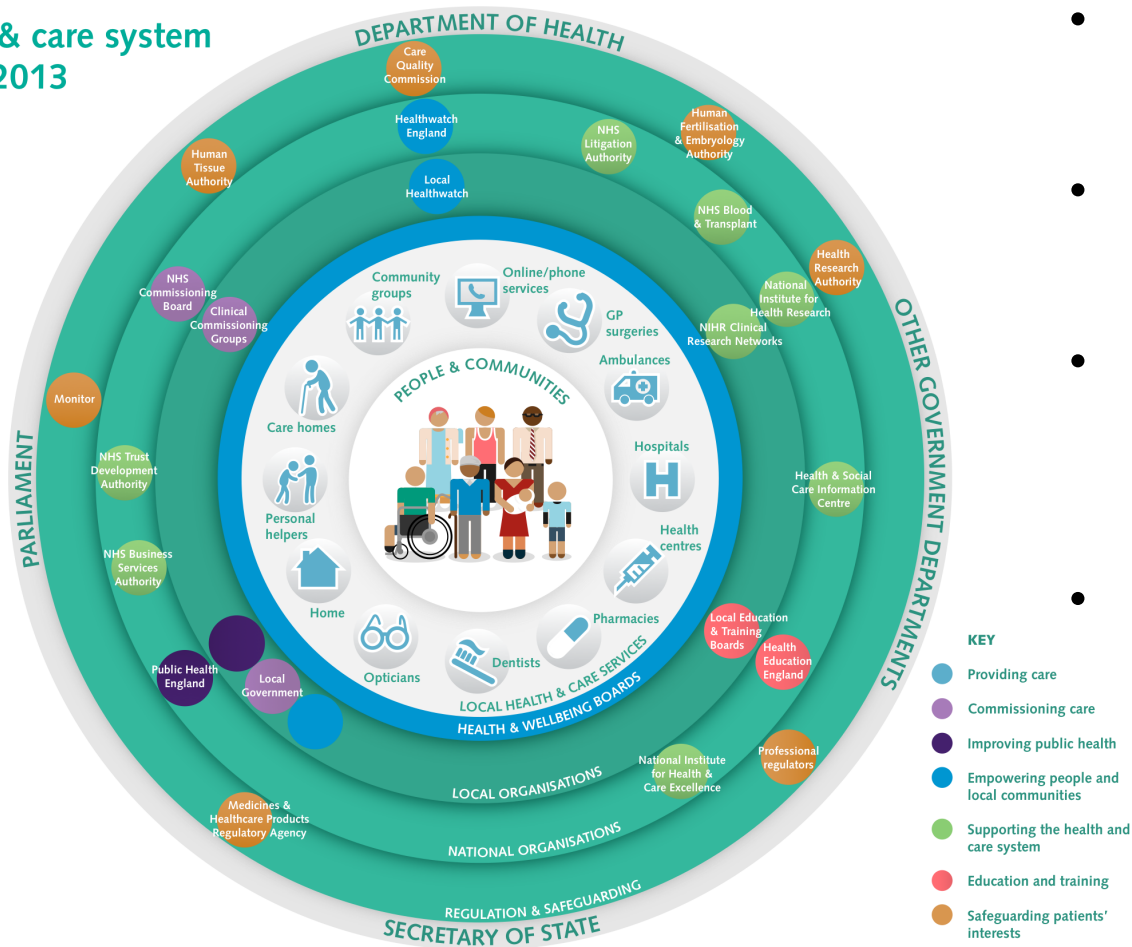 & care system
2013
DEPARTMENT OF HEALTH
OTHER GOVERNMENT DEPARTMENTS
SECRETARY OF STATE
PARLIAMENT
Care
Quality
Commission
Healthwatch
England
Local
Healthwatch
Human
Tissue
Authority
NHS
Litigation
Authority
Human
Fertilisation
& Embryology
Authority
NHS Blood
& Transplant
Health
Research
Authority
National
Institute for
Health Research
NIHR Clinical
Research Networks
NHS
Commissioning
Board
Clinical
Commissioning
Groups
Monitor
NHS Trust
Development
Authority
NHS Business
Services
Authority
Public Health
England
Local
Government
Medicines &
Healthcare Products
Regulatory Agency
Health & Social
Care Information
Centre
Local Education
& Training
Boards
Health
Education
England
Professional
regulators
National Institute
for Health &
Care Excellence
Community
groups
Online/phone
services
GP
surgeries
Ambulances
Hospitals
H
Health
centres
Pharmacies
Dentists
Opticians
Home
Personal
helpers
Care homes
PEOPLE & COMMUNITIES
LOCAL HEALTH & CARE SERVICES
HEALTH & WELLBEING BOARDS
LOCAL ORGANISATIONS
NATIONAL ORGANISATIONS
REGULATION & SAFEGUARDING
KEY
Providing care
Commissioning care
Improving public health
Empowering people and
local communities
Supporting the health and
care system
Education and training
Safeguarding patients'
interests